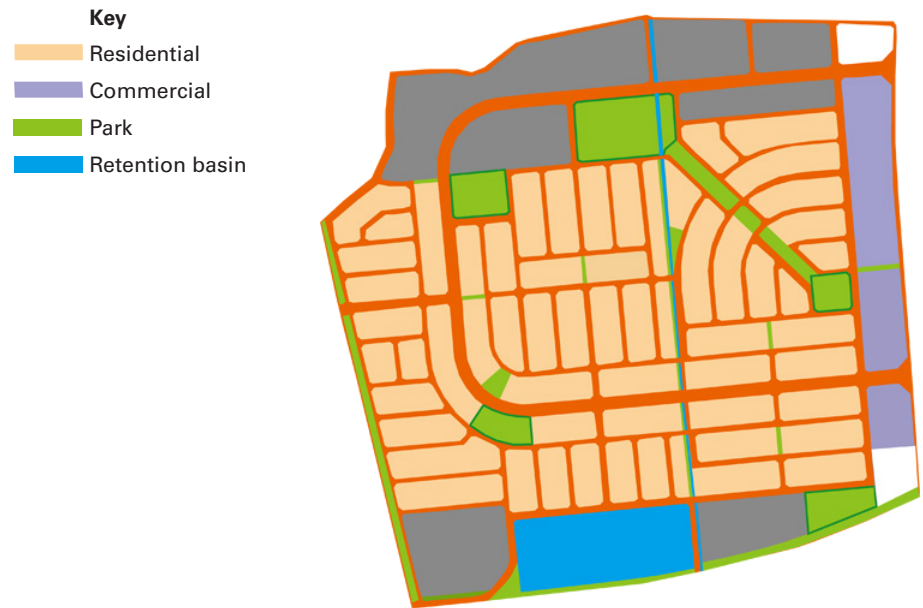 Key
Residential
Commercial
Park
Retention basin